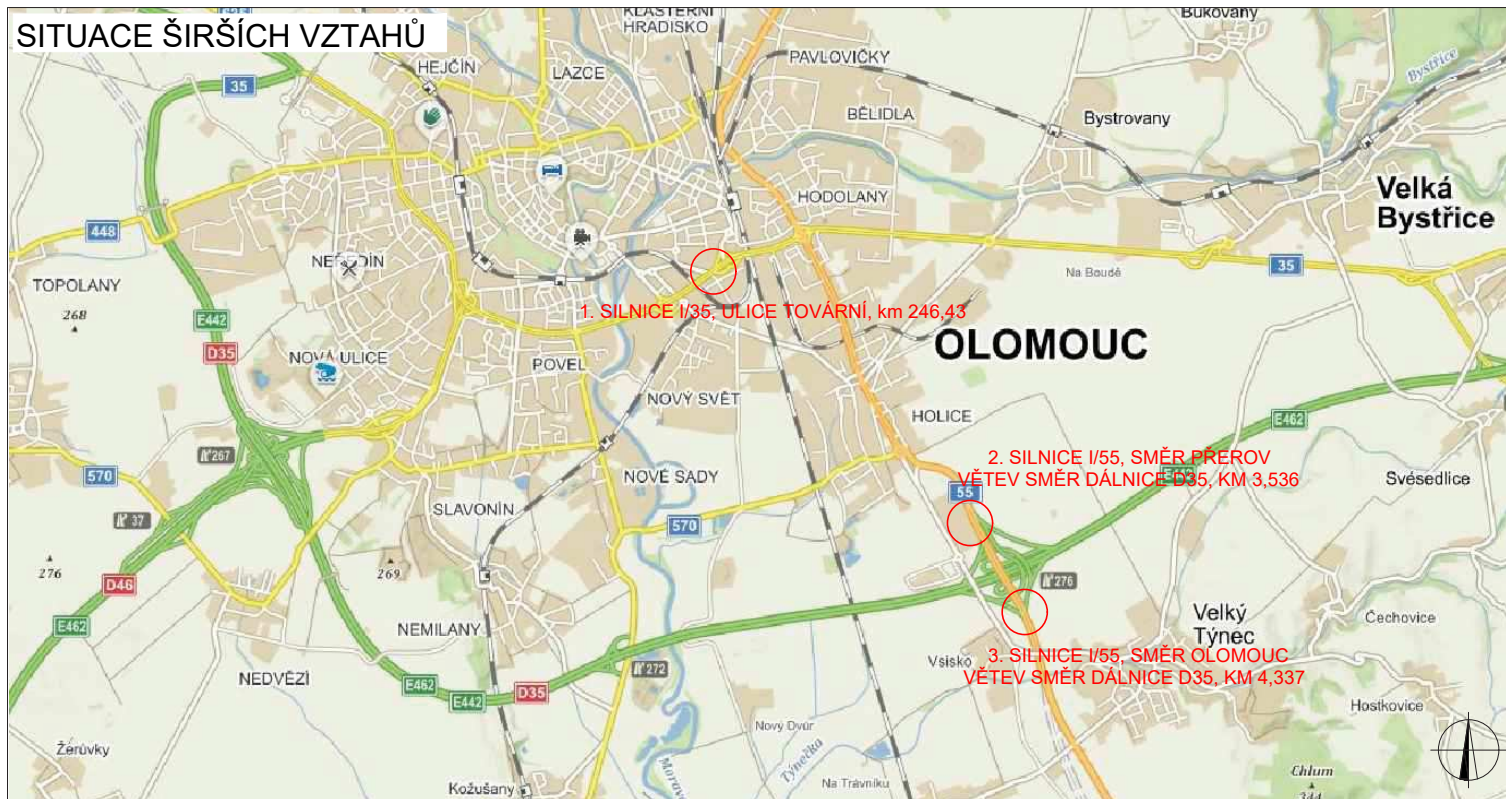 SITUACE ŠIRŠÍCH VZTAHŮ
KLÁŠTERNÍ
HRADISKO
Bukovany
HEJČÍN
LAZCE
PAVLOVIČKY
Bystřice
35
BĚLIDLA
Bystrovany
HODOLANY
Velká
Bystřice
448
NEŘEDÍN
TOPOLANY
268
Na Boudě
35
E442
D35
1. SILNICE I/35, ULICE TOVÁRNÍ, km 246,43
OLOMOUC
NOVÁ ULICE
POVEL
NOVÝ SVĚT
HOLICE
E462
267
570
NOVÉ SADY
2. SILNICE I/55, SMĚR PŘEROV
VĚTEV SMĚR DÁLNICE D35, KM 3,536
55
Svésedlice
SLAVONÍN
37
570
276
269
D46
276
E462
NEMILANY
Velký
Týnec
Čechovice
Vsisko
3. SILNICE I/55, SMĚR OLOMOUC
VĚTEV SMĚR DÁLNICE D35, KM 4,337
NEDVĚZÍ
E462
E442
D35
272
Hostkovice
Nový Dvůr
Žerůvky
Týnečka
Morava
Na Trávníku
Chlum
344
Kožušany